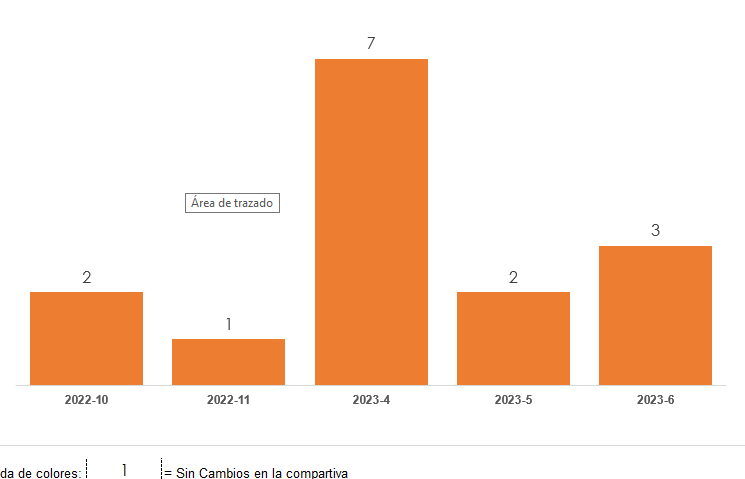 7
Área de trazado
3
2
2
1
2022-10 2022-11 2023-4 2023-5 2023-6
da de colores: 1 = Sin Cambios en la compartiva